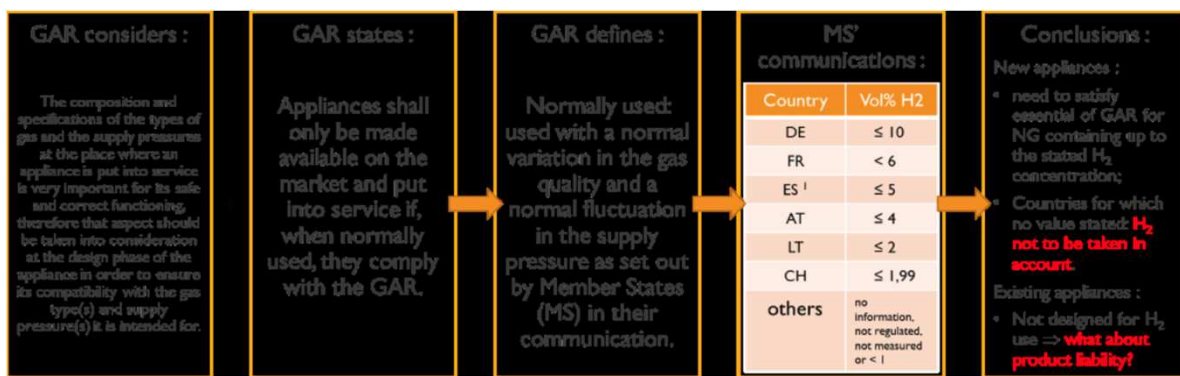 GAR considers :
The composition and
specifications of the types of
gas and the supply pressures
at the place where an
appliance is put into service
is very important for its safe
and correct functioning,
therefore that aspect should
be taken into consideration
at the design phase of the
appliance in order to ensure
its compatibility with the gas
type(s) and supply
pressure(s) it is intended for.
GAR states :
Appliances shall
only be made
available on the
market and put
into service if,
when normally
used, they comply
with the GAR.
GAR defines :
Normally used:
used with a normal
variation in the gas
quality and a
normal fluctuation
in the supply
pressure as set out
by Member States
(MS) in their
communication.
MS'
communications :
Country Vol% H2
DE ≤ 10
FR < 6
ES ¹ ≤ 5
AT ≤ 4
LT ≤ 2
CH ≤ 1,99
others
no
information,
not regulated,
not measured
or < 1
Conclusions :
New appliances :
• need to satisfy
essential of GAR for
NG containing up to
the stated H₂
concentration;
• Countries for which
no value stated: H₂
not to be taken in
account.
Existing appliances :
• Not designed for H₂
use ⇒ what about
product liability?